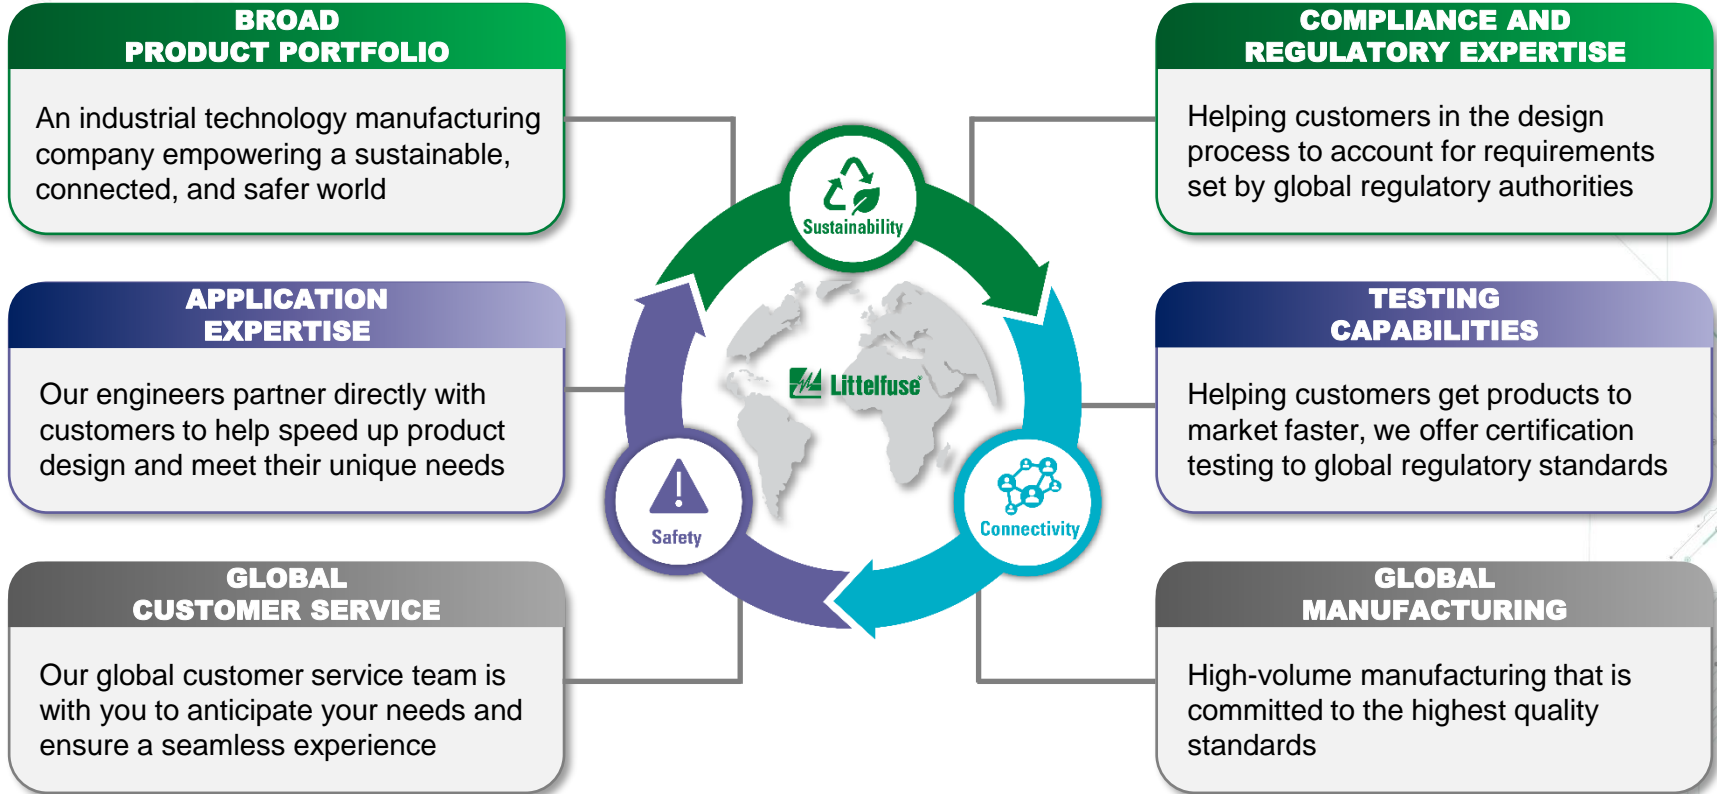 BROAD
PRODUCT PORTFOLIO
An industrial technology manufacturing
company empowering a sustainable,
connected, and safer world
COMPLIANCE AND
REGULATORY EXPERTISE
Helping customers in the design
process to account for requirements
set by global regulatory authorities
Sustainability
APPLICATION
EXPERTISE
Our engineers partner directly with
customers to help speed up product
design and meet their unique needs
Littelfuse®
TESTING
CAPABILITIES
Helping customers get products to
market faster, we offer certification
testing to global regulatory standards
Safety
Connectivity
GLOBAL
CUSTOMER SERVICE
Our global customer service team is
with you to anticipate your needs and
ensure a seamless experience
GLOBAL
MANUFACTURING
High-volume manufacturing that is
committed to the highest quality
standards